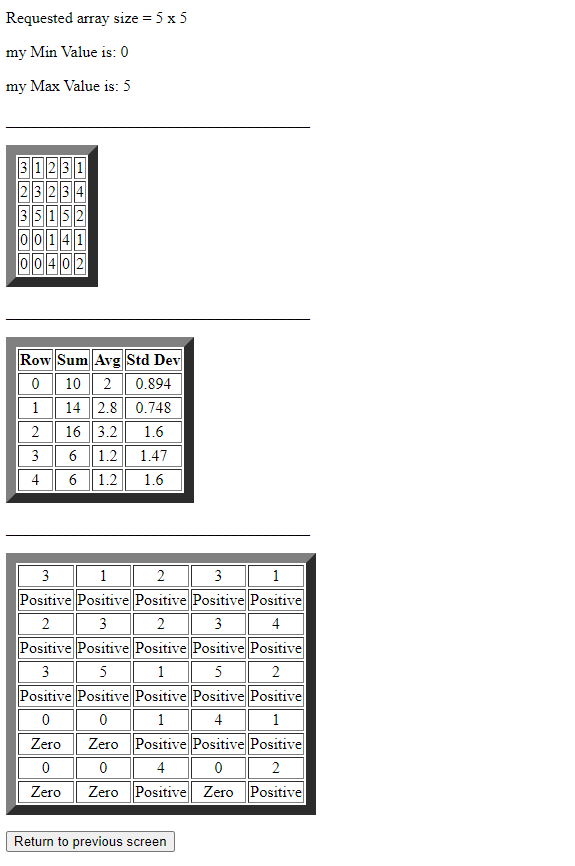 Requested array size = 5 x 5
my Min Value is: 0
my Max Value is: 5
3 1 2 3 1
2 3 2 3 4
3 5 1 5 2
0 0 1 4 1
0 0 4 0 2
Row Sum Avg Std Dev
0 10 2 0.894
1 14 2.8 0.748
2 16 3.2 1.6
3 6 1.2 1.47
4 6 1.2 1.6
3 1 2 3 1
Positive Positive Positive Positive Positive
2 3 2 3 4
Positive Positive Positive Positive Positive
3 5 1 5 2
Positive Positive Positive Positive Positive
0 0 1 4 1
Zero Zero Positive Positive Positive
0 0 4 0 2
Zero Zero Positive Zero Positive
Return to previous screen